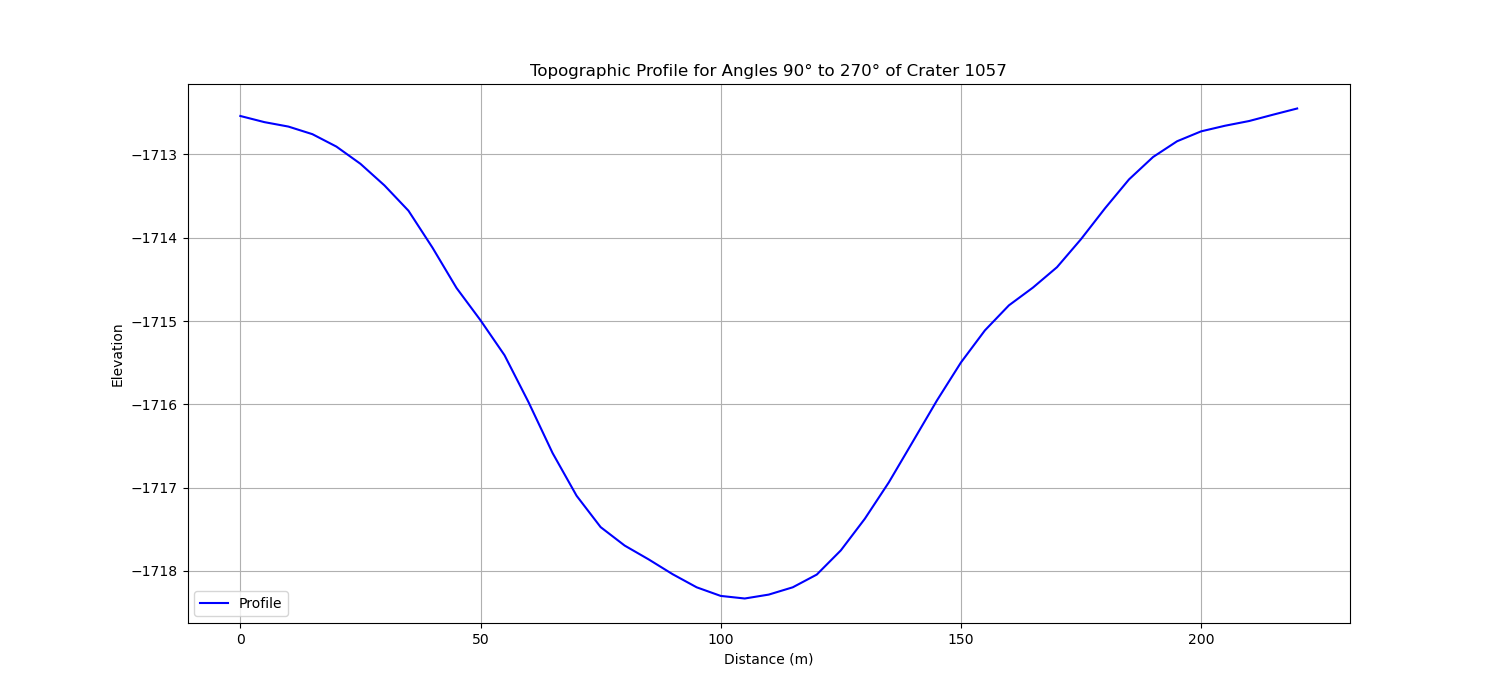 Topographic Profile for Angles 90° to 270° of Crater 1057
Elevation
−1713
−1714
−1715
−1716
−1717
−1718
Profile
0 50 100 150 200
Distance (m)